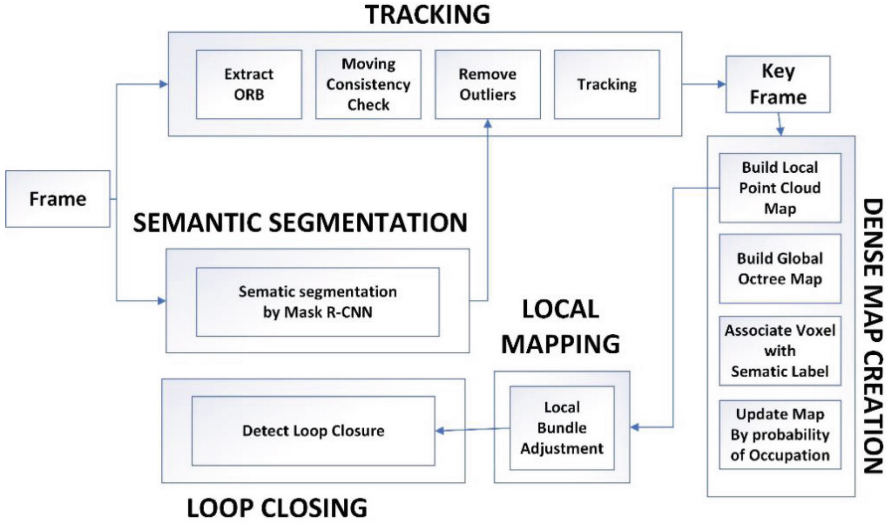 TRACKING
Extract
ORB
Moving
Consistency
Check
Remove
Outliers
Tracking
Key
Frame
Frame
SEMANTIC SEGMENTATION
Sematic segmentation
by Mask R-CNN
LOCAL
MAPPING
Local
Bundle
Adjustment
Detect Loop Closure
LOOP CLOSING
Build Local
Point Cloud
Map
Build Global
Octree Map
Associate Voxel
with
Sematic Label
Update Map
By probability
of Occupation
DENSE MAP CREATION